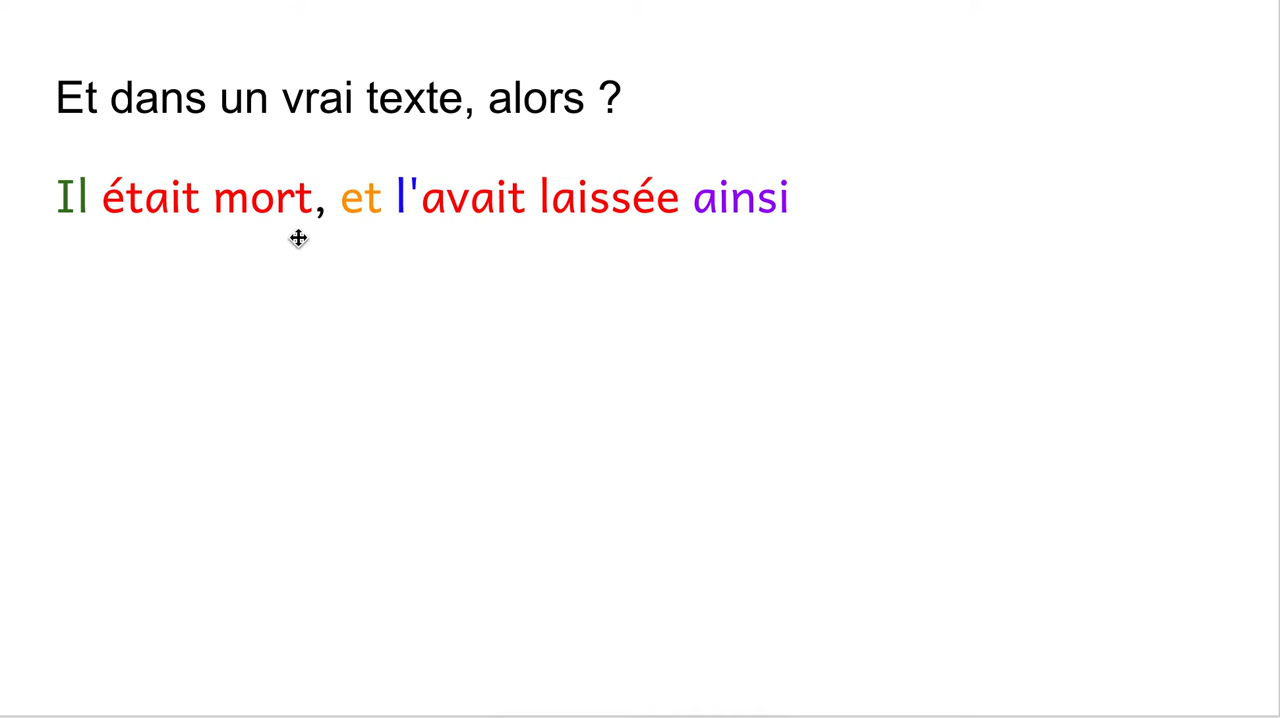 Et dans un vrai texte, alors ?
Il était mort, et l'avait laissée ainsi